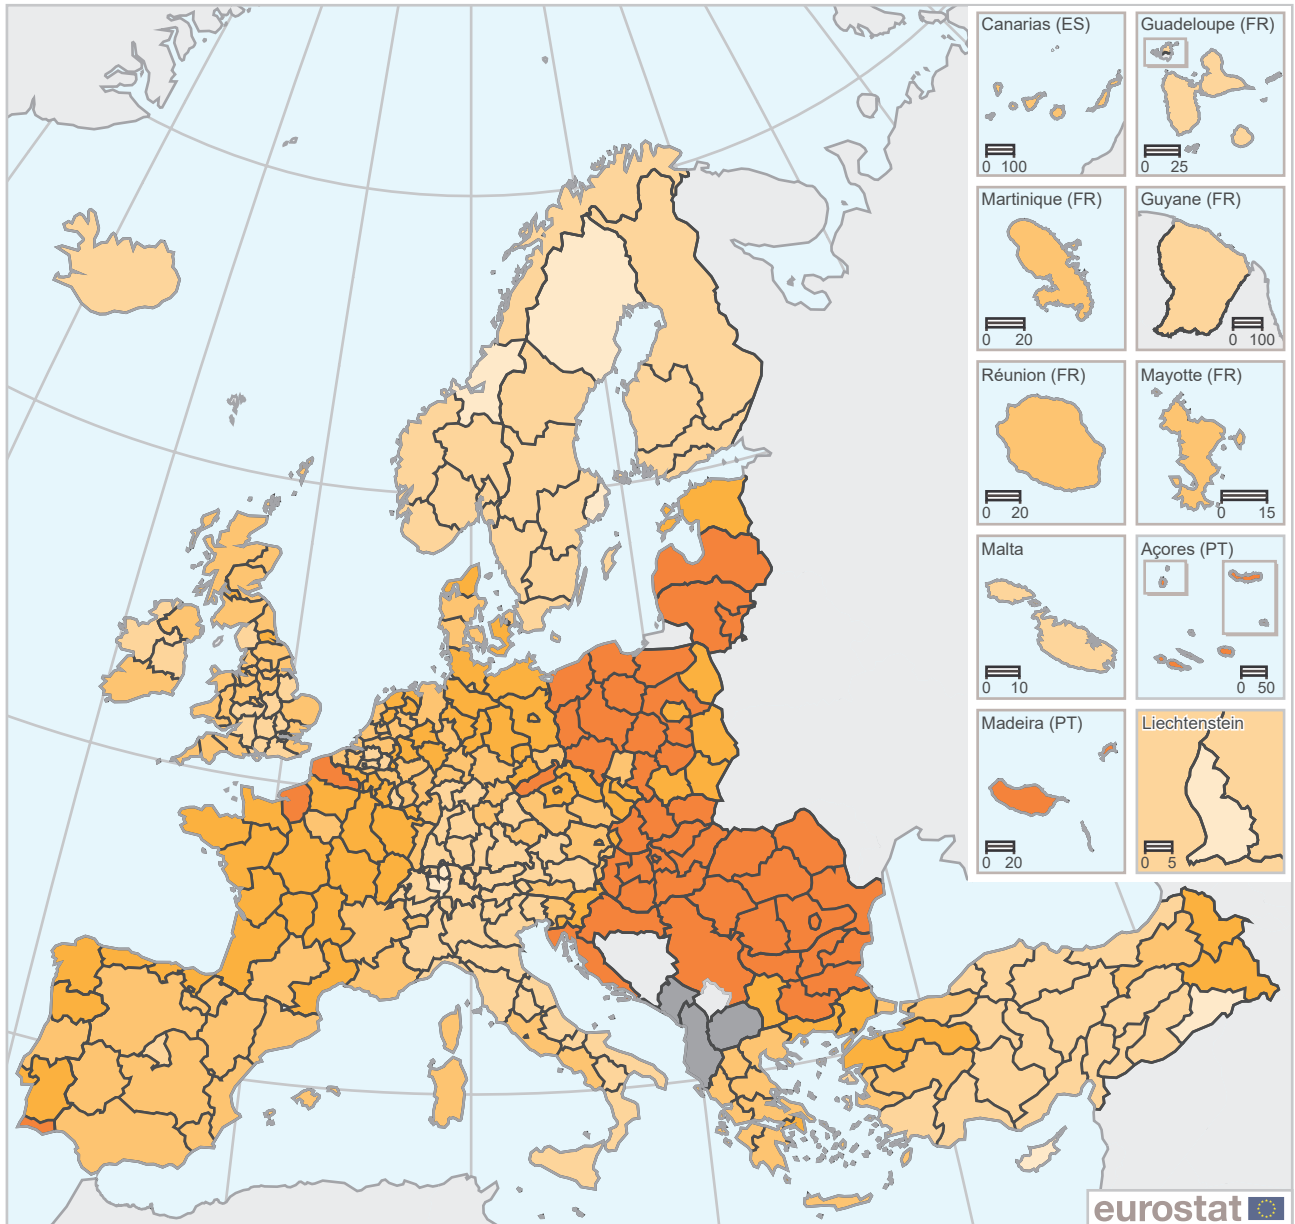 Canarias (ES)
0 100
Guadeloupe (FR)
0 25
Martinique (FR)
0 20
Guyane (FR)
0 100
Réunion (FR)
0 20
Mayotte (FR)
0 15
Malta
0 10
Açores (PT)
0 50
Madeira (PT)
0 20
Liechtenstein
0 5
eurostat